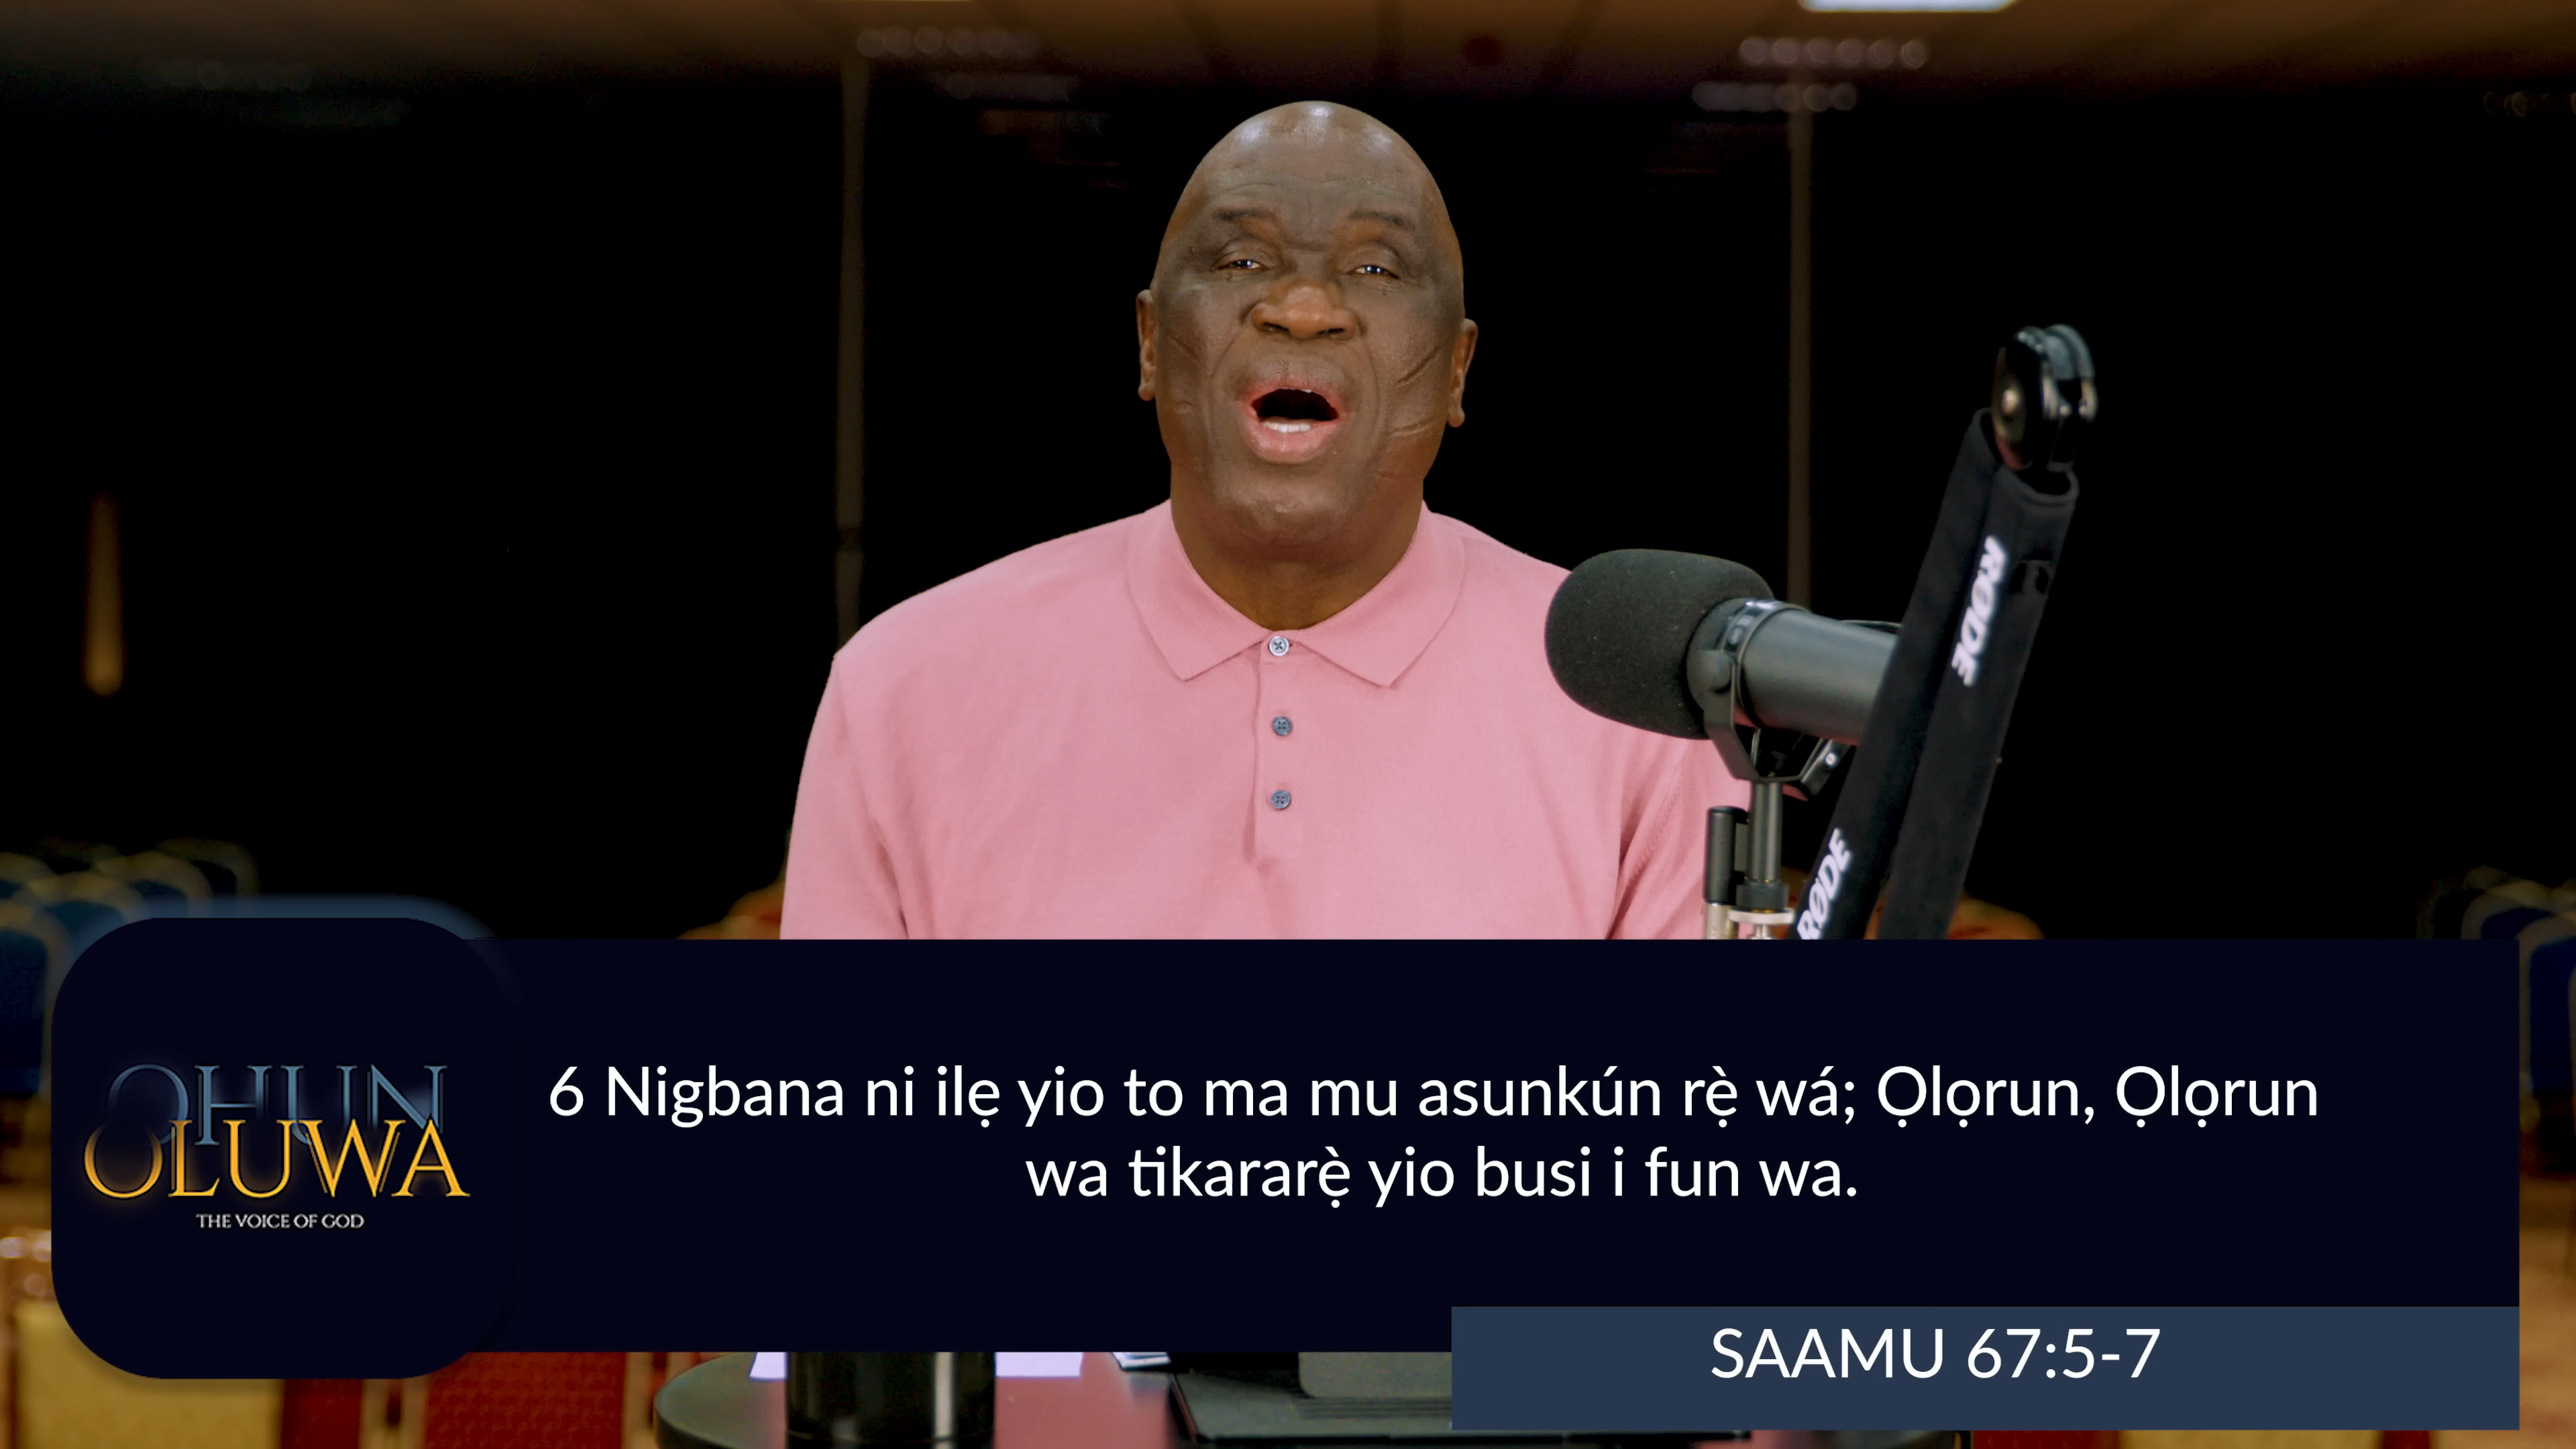 RØDE
RØDE
OHUN
OLUWA
THE VOICE OF GOD
6 Nigbana ni ilẹ yio to ma mu asunkún rẹ̀ wá; Ọlọrun, Ọlọrun
wa tikararẹ̀ yio busi i fun wa.
SAAMU 67:5-7